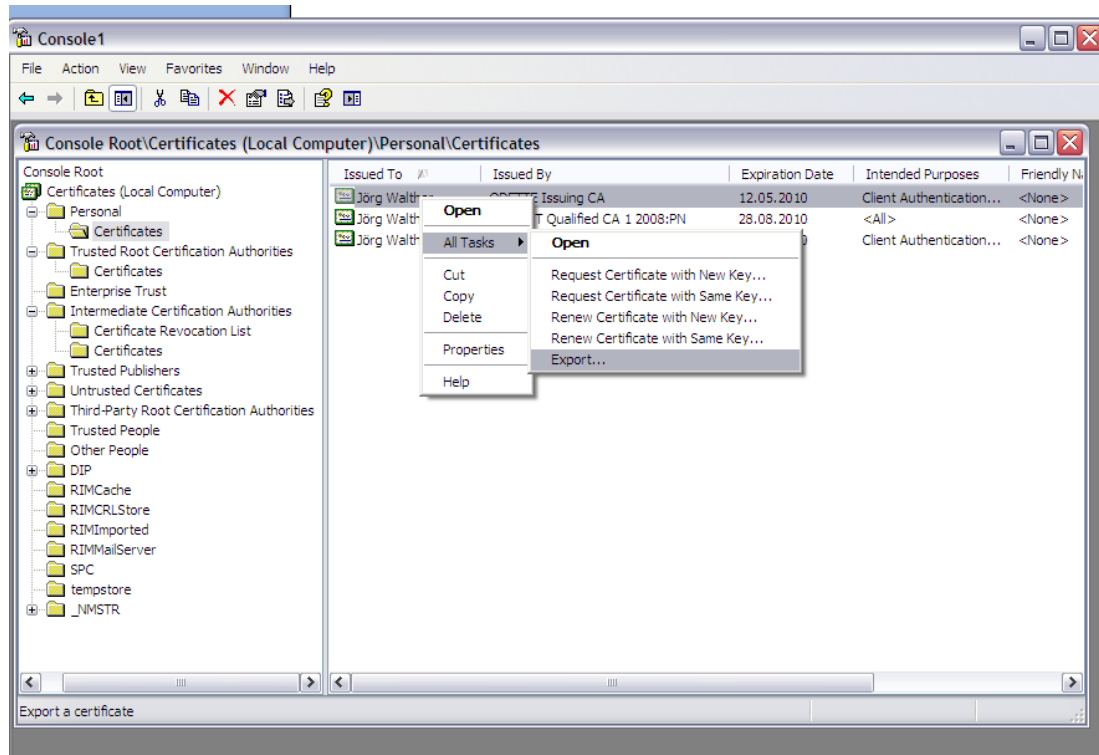 Console1
File Action View Favorites Window Help
Console Root\Certificates (Local Computer)\Personal\Certificates
Console Root
Certificates (Local Computer)
Personal
Certificates
Trusted Root Certification Authorities
Certificates
Enterprise Trust
Intermediate Certification Authorities
Certificate Revocation List
Certificates
Trusted Publishers
Untrusted Certificates
Third-Party Root Certification Authorities
Trusted People
Other People
DIP
RIMCache
RIMCRLStore
RIMImported
RIMMailServer
SPC
tempstore
_NMSTR
Issued To Issued By Expiration Date Intended Purposes Friendly
Jörg Issuing CA 12.05.2010 Client Authentication... <None>
Jörg Qualified CA 1 2008:PN 28.08.2010 <All> <None>
Jörg Client Authentication... <None>
Open
All Tasks
Cut
Copy
Delete
Properties
Help
Open
Request Certificate with New Key...
Request Certificate with Same Key...
Renew Certificate with New Key...
Renew Certificate with Same Key...
Export...
Export a certificate